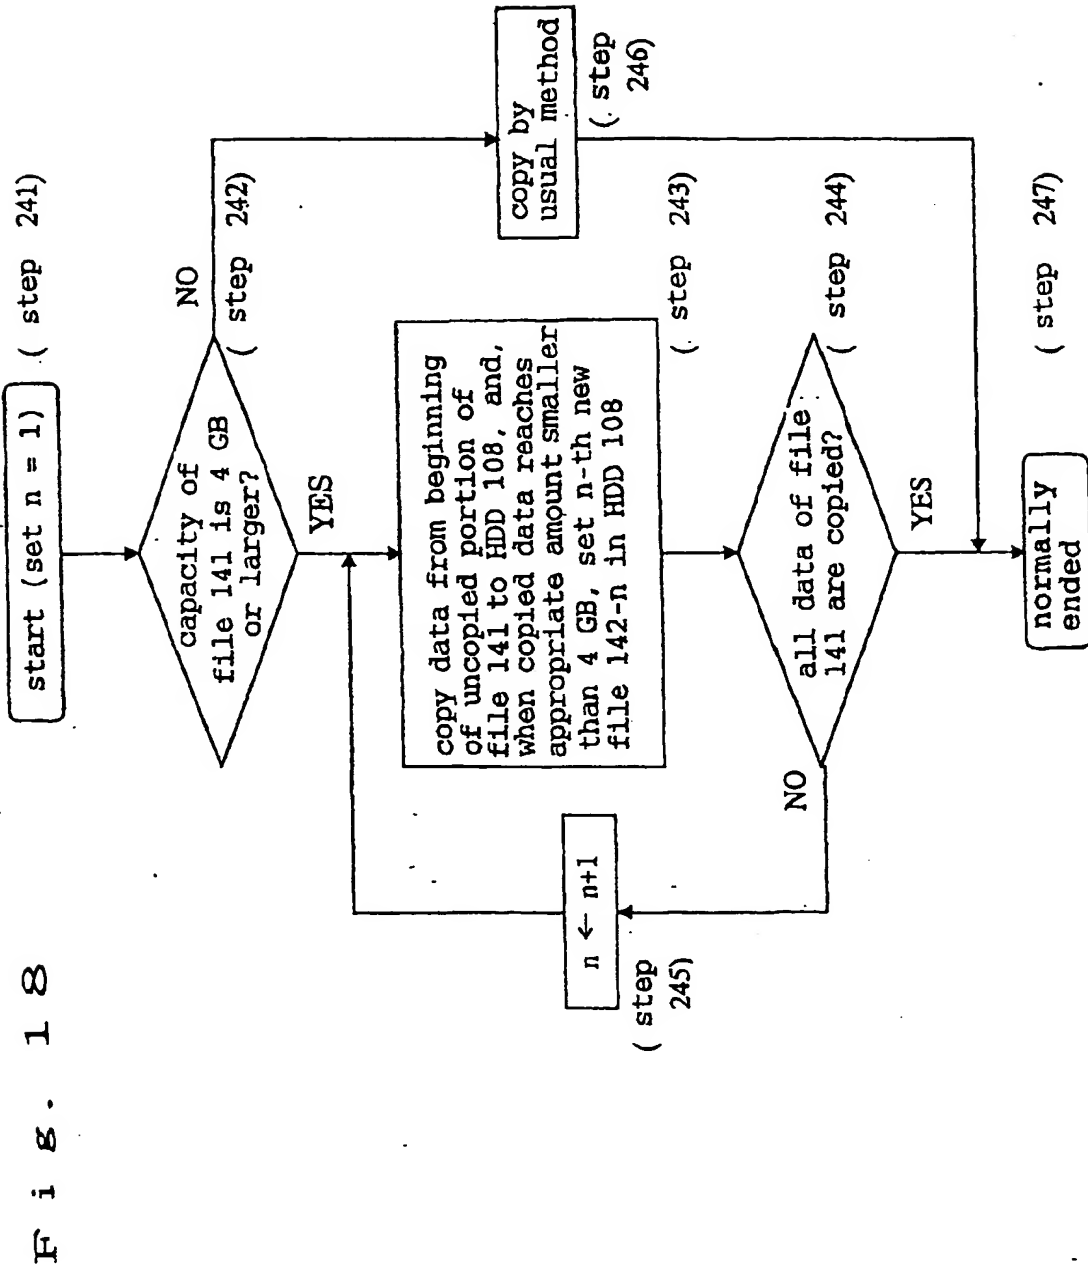 Fig. 18
start (set n = 1) ( step 241)
capacity of
file 141 is 4 GB
or larger?
( step 242)
NO
YES
copy by
usual method
( step
246)
copy data from beginning
of uncopied portion of
file 141 to HDD 108, and,
when copied data reaches
appropriate amount smaller
than 4 GB, set n-th new
file 142-n in HDD 108
( step 243)
n ← n+1
( step
245)
all data of file
141 are copied?
( step 244)
NO
YES
normally
ended
( step 247)